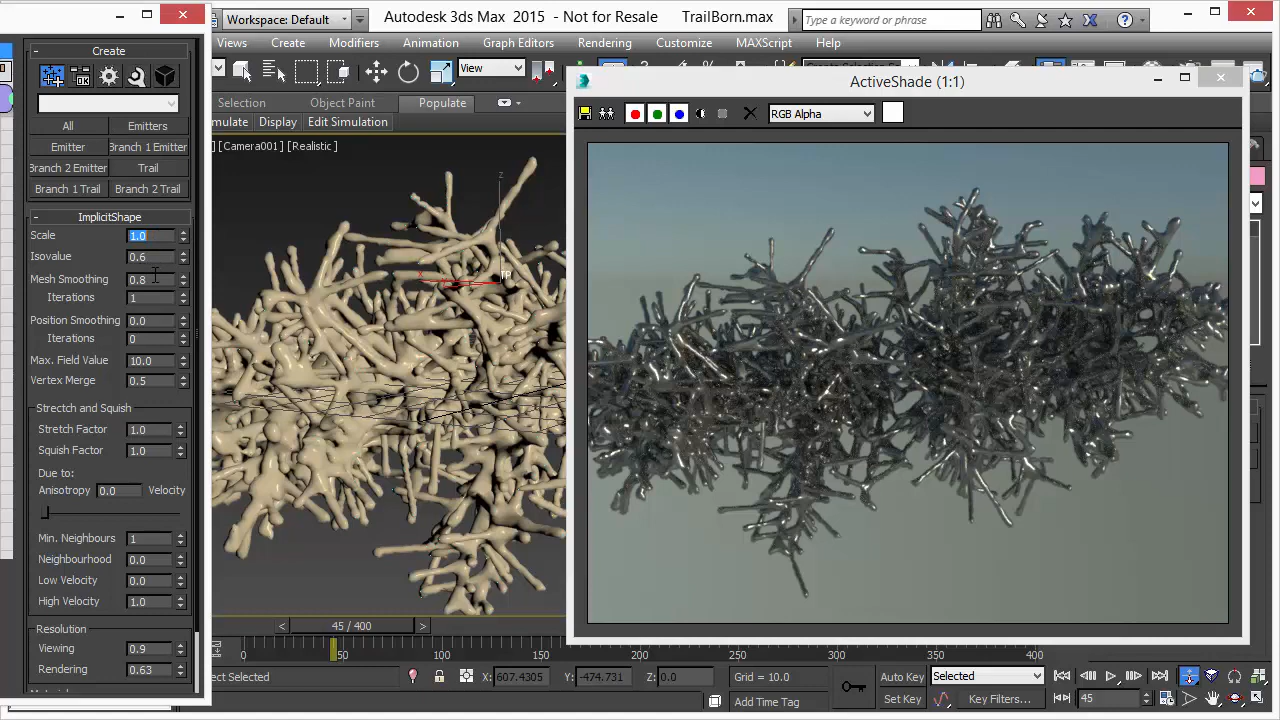 Workspace: Default
Autodesk 3ds Max 2015 - Not for Resale TrailBorn.max
Type a keyword or phrase
Views Create Modifiers Animation Graph Editors Rendering Customize MAXScript Help
View
Selection Object Paint Populate
Display Edit Simulation
[Camera001] [Realistic ]
Create
All Emitters
Emitter Branch 1 Emitter
Branch 2 Emitter Trail
Branch 1 Trail Branch 2 Trail
- ImplicitShape
Scale 1.0
Isovalue 0.6
Mesh Smoothing 0.8
Iterations 1
Position Smoothing 0.0
Iterations 0
Max. Field Value 10.0
Vertex Merge 0.5
Stretch and Squish
Stretch Factor 1.0
Squish Factor 1.0
Due to:
Anisotropy 0.0 Velocity
Min. Neighbours 1
Neighbourhood 0.0
Low Velocity 0.0
High Velocity 1.0
Resolution
Viewing 0.9
Rendering 0.63
z
x
TP
ActiveShade (1:1)
RGB Alpha
< 45 / 400 >
0 50 100 150 200 250 300 350 400
ect Selected
X: 607.4305 Y: -474.731 Z: 0.0 Grid = 10.0
Add Time Tag
Auto Key Selected
Set Key Key Filters...
45